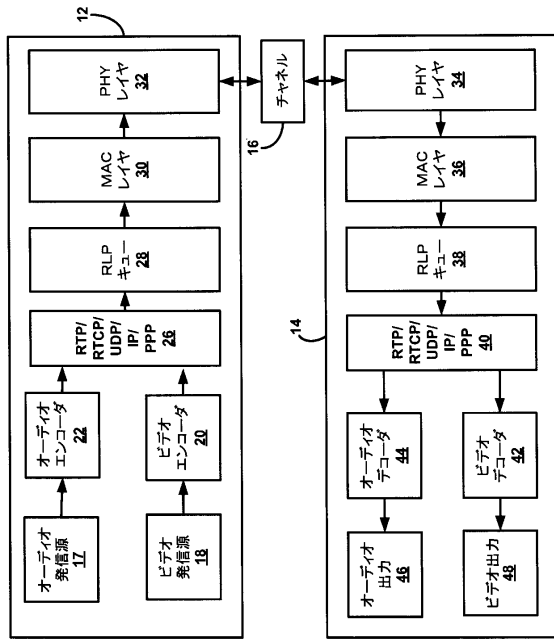 12
オーディオ
発信源
17
オーディオ
エンコーダ
22
ビデオ
発信源
18
ビデオ
エンコーダ
20
RTP/
RTCP/
UDP/
IP/
PPP
26
RLP
キュー
28
MAC
レイヤ
30
PHY
レイヤ
32
チャネル
16
14
PHY
レイヤ
34
MAC
レイヤ
36
RLP
キュー
38
RTP/
RTCP/
UDP/
IP/
PPP
40
オーディオ
デコーダ
44
ビデオ
デコーダ
42
オーディオ
出力
46
ビデオ出力
48